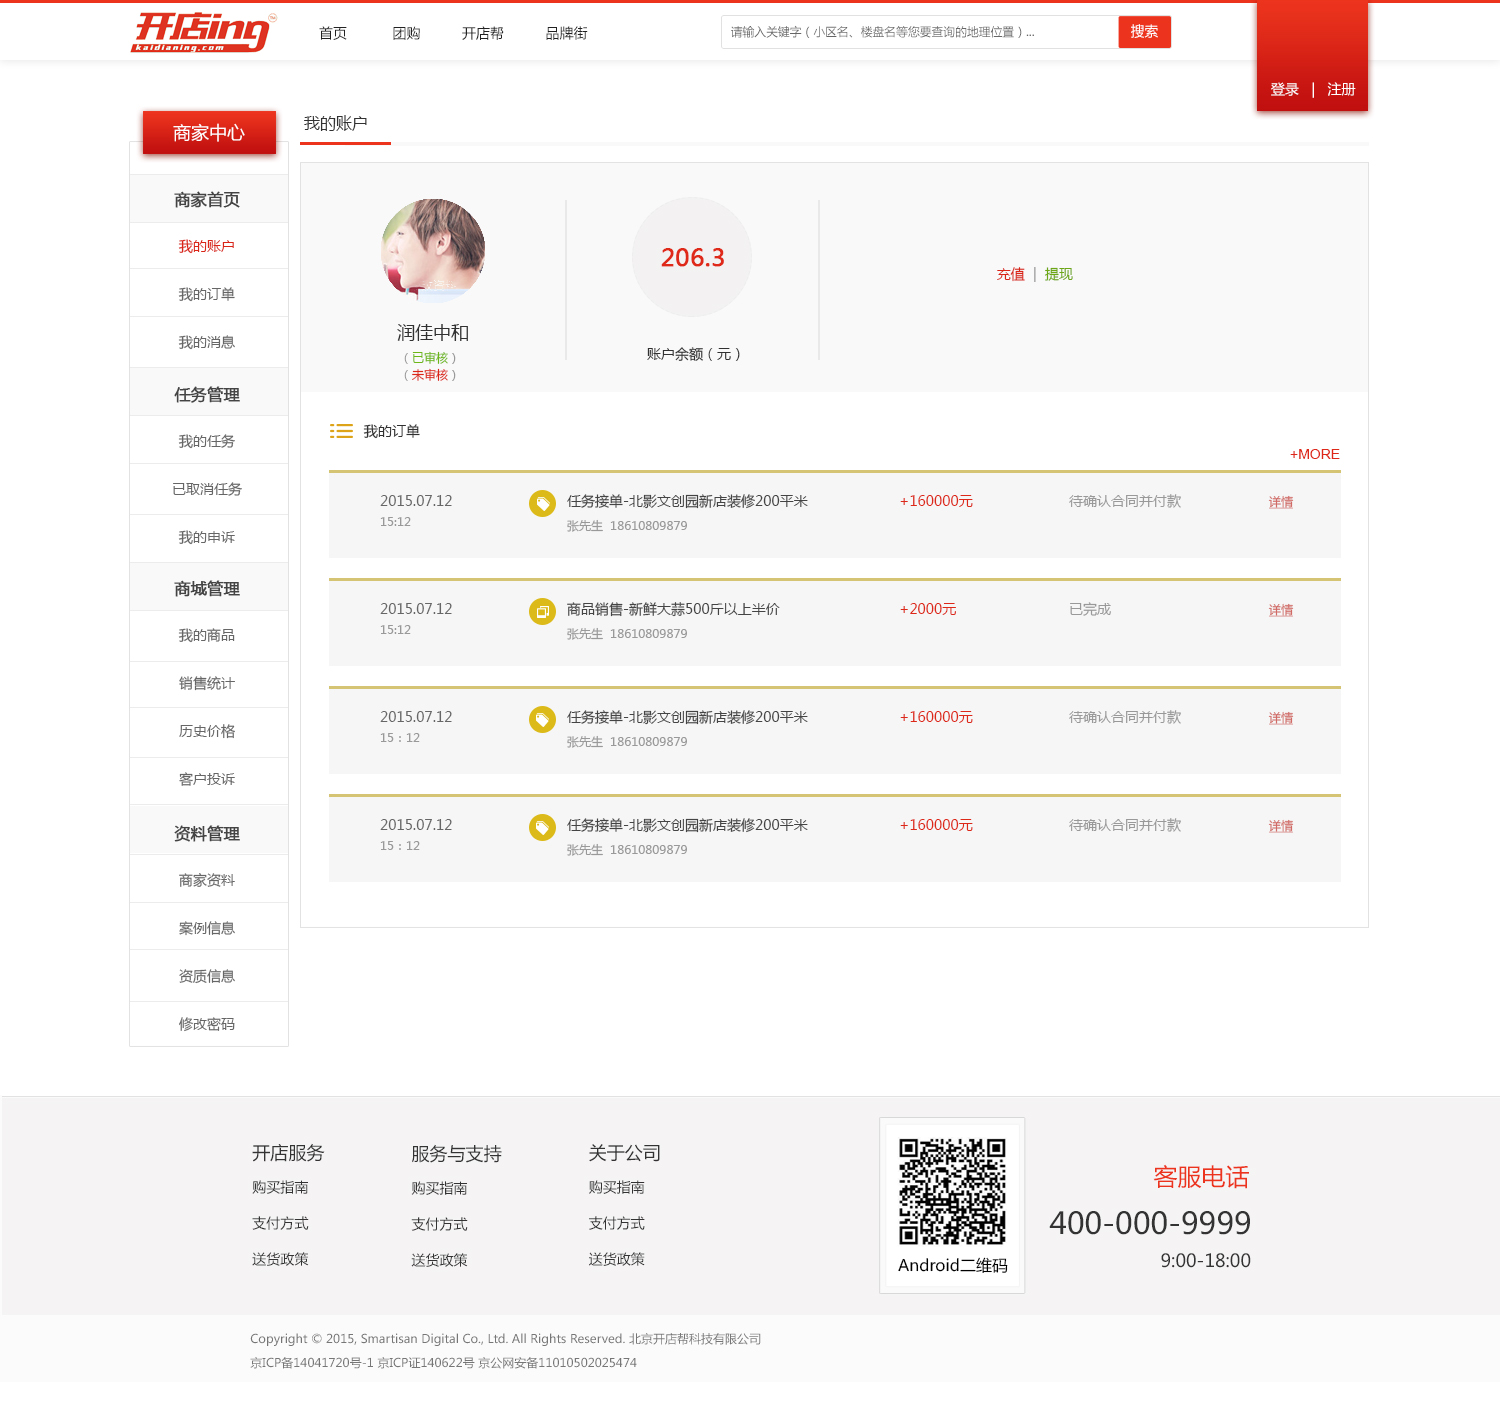 开店ing
kaidianing.com
首页 团购 开店帮 品牌街
请输入关键字（小区名、楼盘名等您要查询的地理位置）...
搜索
登录 | 注册
商家中心
商家首页
我的账户
我的订单
我的消息
任务管理
我的任务
已取消任务
我的申诉
商城管理
我的商品
销售统计
历史价格
客户投诉
资料管理
商家资料
案例信息
资质信息
修改密码
我的账户
润佳中和
（已审核）
（未审核）
206.3
账户余额（元）
充值 | 提现
我的订单
+MORE
2015.07.12 任务接单-北影文创园新店装修200平米 +160000元 待确认合同并付款 详情
15:12 张先生 18610809879
2015.07.12 商品销售-新鲜大蒜500斤以上半价 +2000元 已完成 详情
15:12 张先生 18610809879
2015.07.12 任务接单-北影文创园新店装修200平米 +160000元 待确认合同并付款 详情
15：12 张先生 18610809879
2015.07.12 任务接单-北影文创园新店装修200平米 +160000元 待确认合同并付款 详情
15：12 张先生 18610809879
开店服务
购买指南
支付方式
送货政策
服务与支持
购买指南
支付方式
送货政策
关于公司
购买指南
支付方式
送货政策
Android二维码
客服电话
400-000-9999
9:00-18:00
Copyright © 2015, Smartisan Digital Co., Ltd. All Rights Reserved. 北京开店帮科技有限公司
京ICP备14041720号-1 京ICP证140622号 京公网安备11010502025474